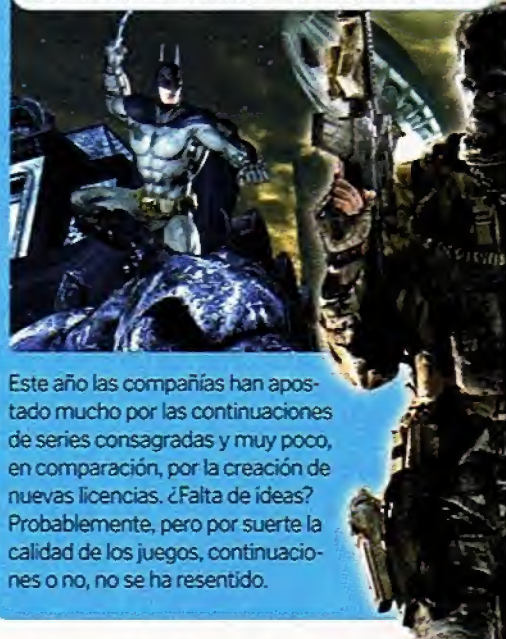 Este año las compañías han apos-
tado mucho por las continuaciones
de series consagradas y muy poco,
en comparación, por la creación de
nuevas licencias. ¿Falta de ideas?
Probablemente, pero por suerte la
calidad de los juegos, continuacio-
nes o no, no se ha resentido.